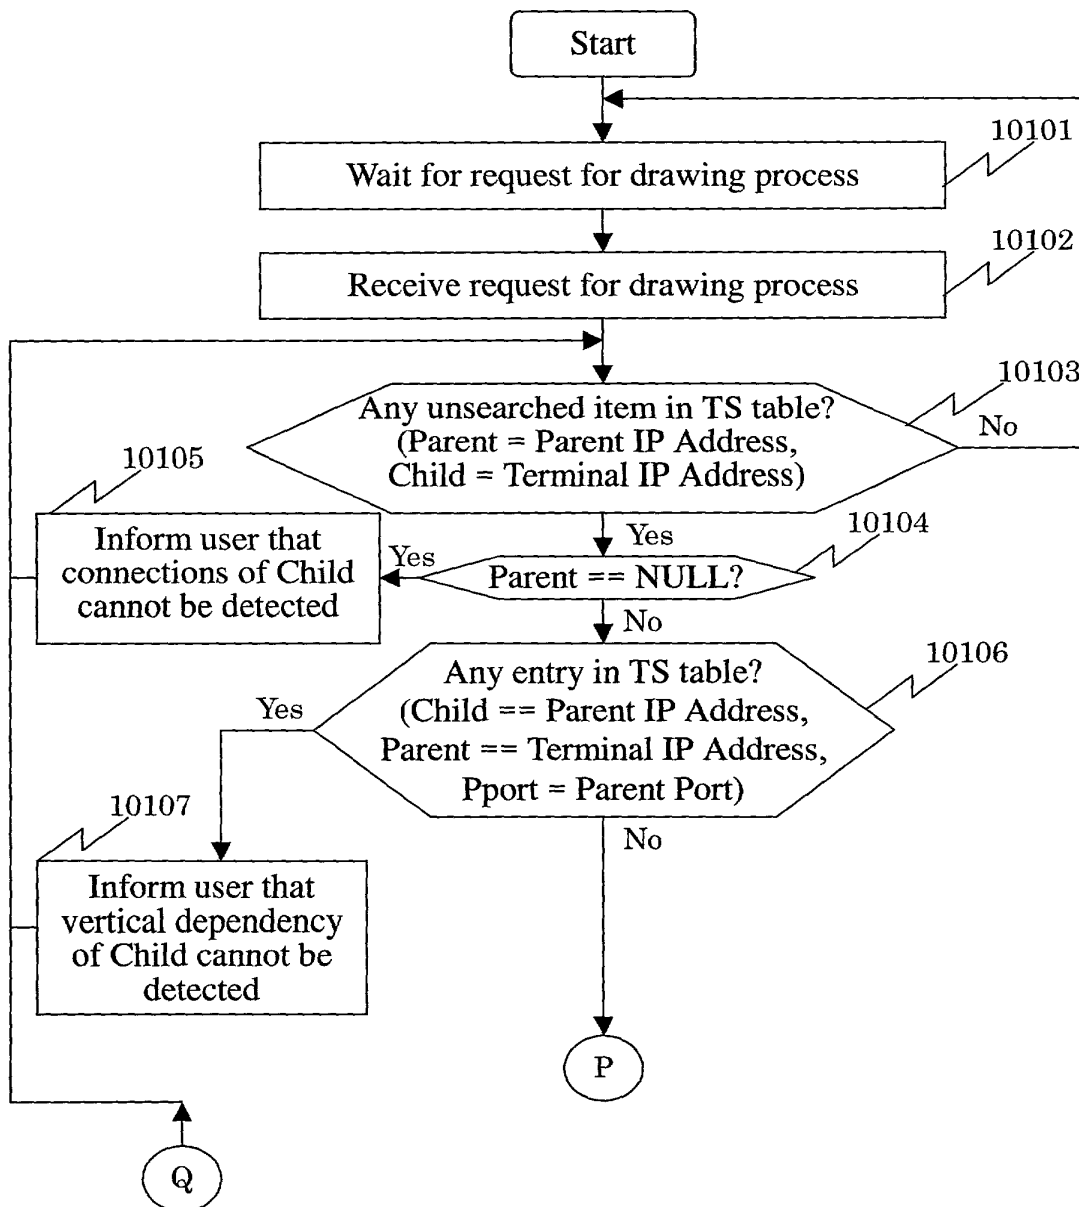 Start
10101
Wait for request for drawing process
10102
Receive request for drawing process
10103
Any unsearched item in TS table?
(Parent = Parent IP Address,
Child = Terminal IP Address)
No
10105
Inform user that
connections of Child
cannot be detected
Yes
Yes
10104
Parent == NULL?
No
10106
Any entry in TS table?
(Child == Parent IP Address,
Parent == Terminal IP Address,
Pport = Parent Port)
Yes
No
10107
Inform user that
vertical dependency
of Child cannot be
detected
P
Q